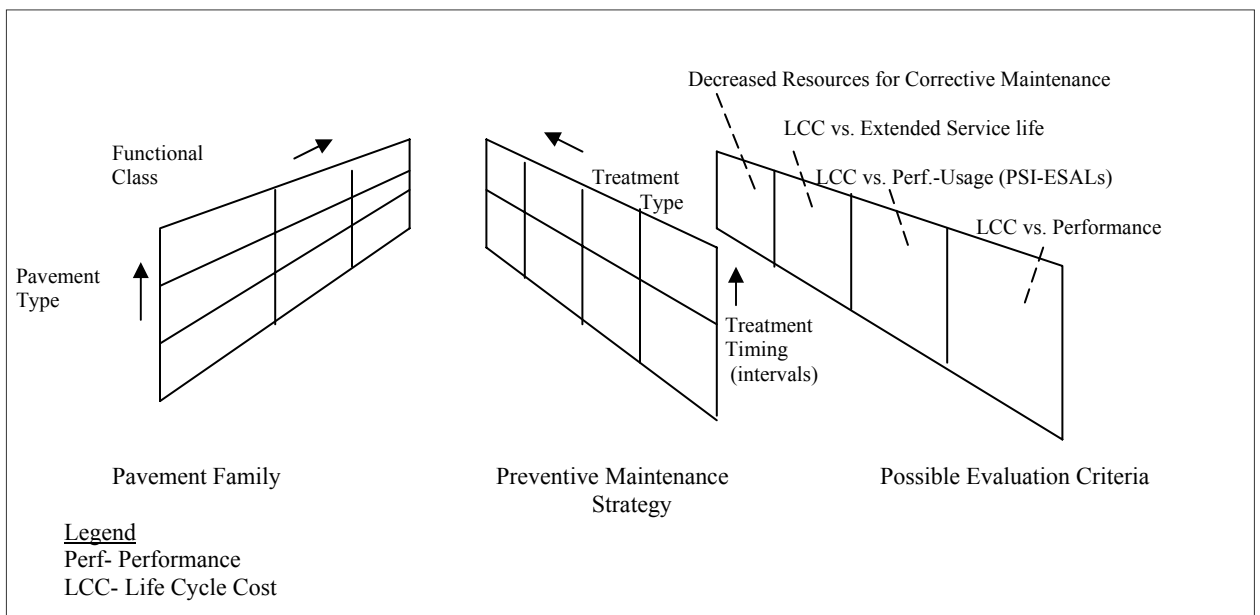 Decreased Resources for Corrective Maintenance
LCC vs. Extended Service life
Functional
Class
Treatment
Type
LCC vs. Perf.-Usage (PSI-ESALs)
LCC vs. Performance
Pavement
Type
Treatment
Timing
(intervals)
Pavement Family
Preventive Maintenance
Strategy
Possible Evaluation Criteria
Legend
Perf- Performance
LCC- Life Cycle Cost